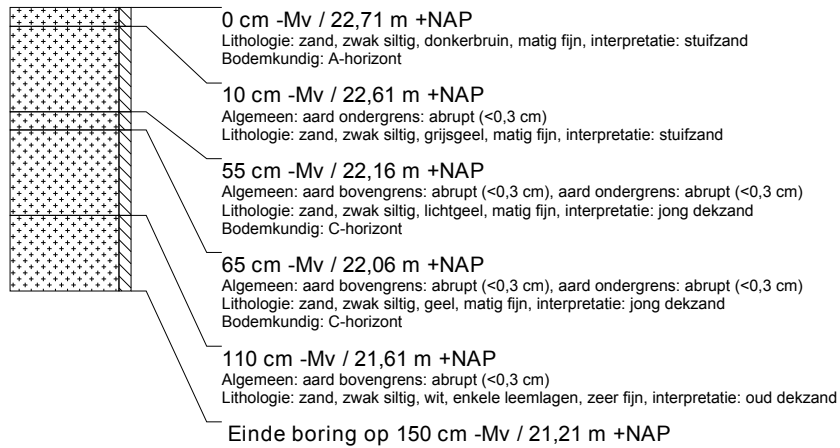 0 cm -Mv / 22,71 m +NAP
Lithologie: zand, zwak siltig, donkerbruin, matig fijn, interpretatie: stuifzand
Bodemkundig: A-horizont
10 cm -Mv / 22,61 m +NAP
Algemeen: aard ondergrens: abrupt (<0,3 cm)
Lithologie: zand, zwak siltig, grijsgeel, matig fijn, interpretatie: stuifzand
55 cm -Mv / 22,16 m +NAP
Algemeen: aard bovengrens: abrupt (<0,3 cm), aard ondergrens: abrupt (<0,3 cm)
Lithologie: zand, zwak siltig, lichtgeel, matig fijn, interpretatie: jong dekzand
Bodemkundig: C-horizont
65 cm -Mv / 22,06 m +NAP
Algemeen: aard bovengrens: abrupt (<0,3 cm), aard ondergrens: abrupt (<0,3 cm)
Lithologie: zand, zwak siltig, geel, matig fijn, interpretatie: jong dekzand
Bodemkundig: C-horizont
110 cm -Mv / 21,61 m +NAP
Algemeen: aard bovengrens: abrupt (<0,3 cm)
Lithologie: zand, zwak siltig, wit, enkele leemlagen, zeer fijn, interpretatie: oud dekzand
Einde boring op 150 cm -Mv / 21,21 m +NAP